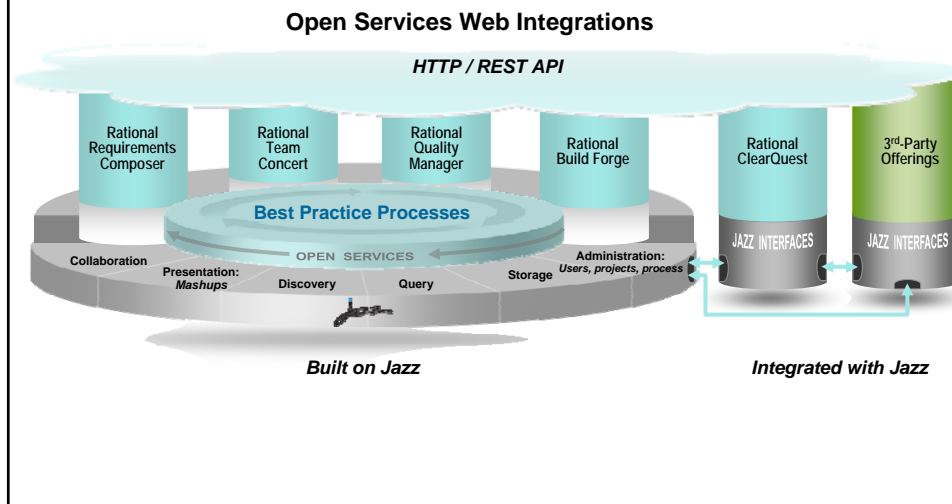 Open Services Web Integrations
HTTP / REST API
Rational
Requirements
Composer
Rational
Team
Concert
Rational
Quality
Manager
Rational
Build Forge
Rational
ClearQuest
3rd-Party
Offerings
Best Practice Processes
OPEN SERVICES
JAZZ INTERFACES
JAZZ INTERFACES
Collaboration
Presentation:
Mashups
Discovery
Query
Storage
Administration:
Users, projects, process
Built on Jazz
Integrated with Jazz